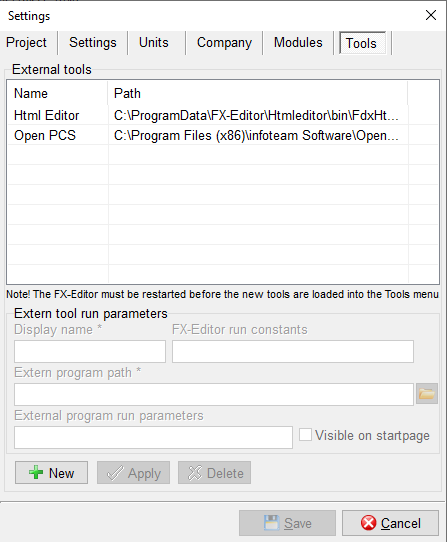 Settings
Project Settings Units Company Modules Tools
External tools
Name Path
Html Editor C:\ProgramData\FX-Editor\Htmleditor\bin\FdxHt...
Open PCS C:\Program Files (x86)\infoteam Software\Open...
Note! The FX-Editor must be restarted before the new tools are loaded into the Tools menu
Extern tool run parameters
Display name * FX-Editor run constants
Extern program path *
External program run parameters
Visible on startpage
New Apply Delete
Save Cancel